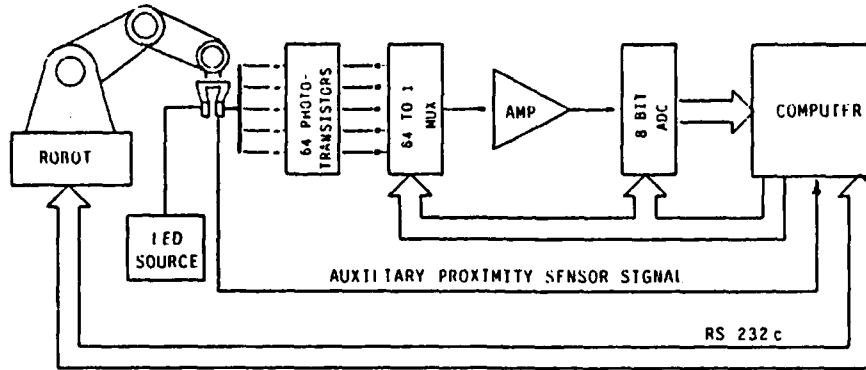 ROBOT
LED
SOURCE
64 PHOTO-
TRANSISTORS
64 TO 1
MUX
AMP
8 BIT
ADC
COMPUTER
AUXILIARY PROXIMITY SENSOR SIGNAL
RS 232c